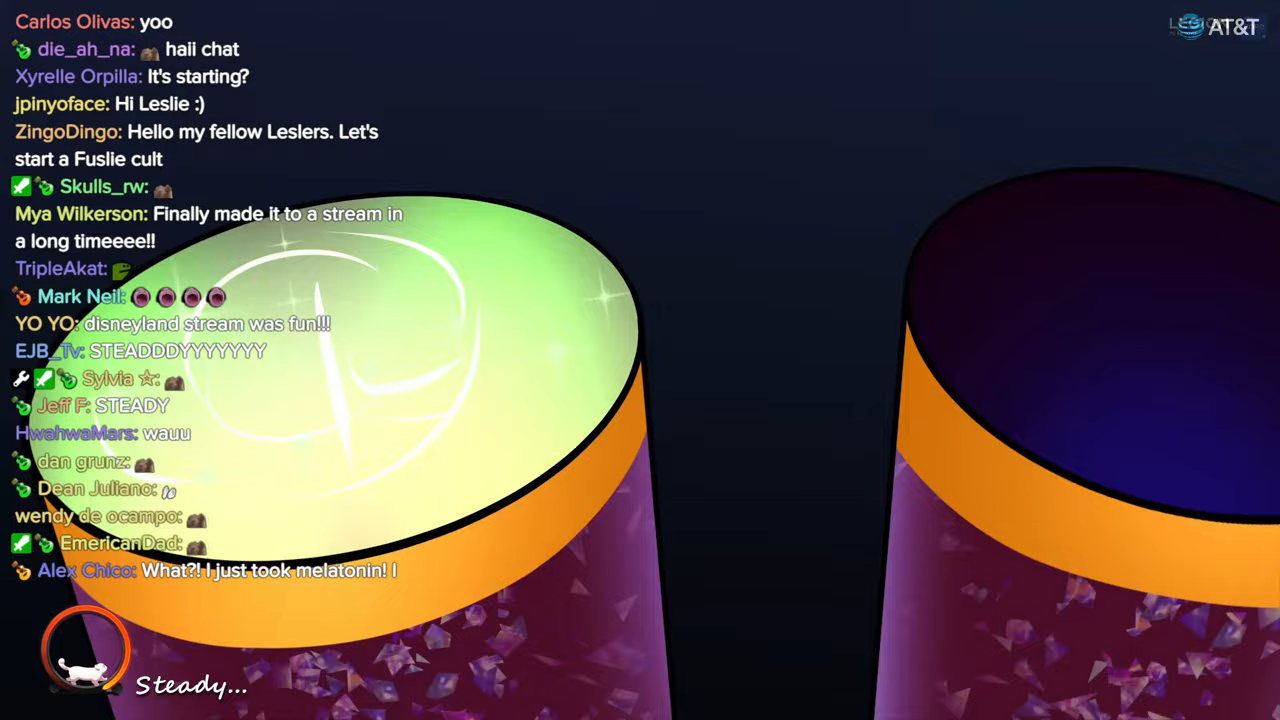 Carlos Olivas: yoo
die_ah_na: haii chat
Xyrelle Orpilla: It's starting?
jpinyoface: Hi Leslie :)
ZingoDingo: Hello my fellow Leslers. Let's
start a Fuslie cult
Skulls_rw:
Mya Wilkerson: Finally made it to a stream in
a long timeeee!!
TripleAkat:
Mark Neil:
YO YO: disneyland stream was fun!!!
EJB_Tv: STEADDDYYYYYYY
Sylvia ☆:
Jeff F: STEADY
HwahwaMars: wauu
dan grunz:
Dean Juliano:
wendy de ocampo:
EmericanDad:
Alex Chico: What?! I just took melatonin! I
Steady...
AT&T